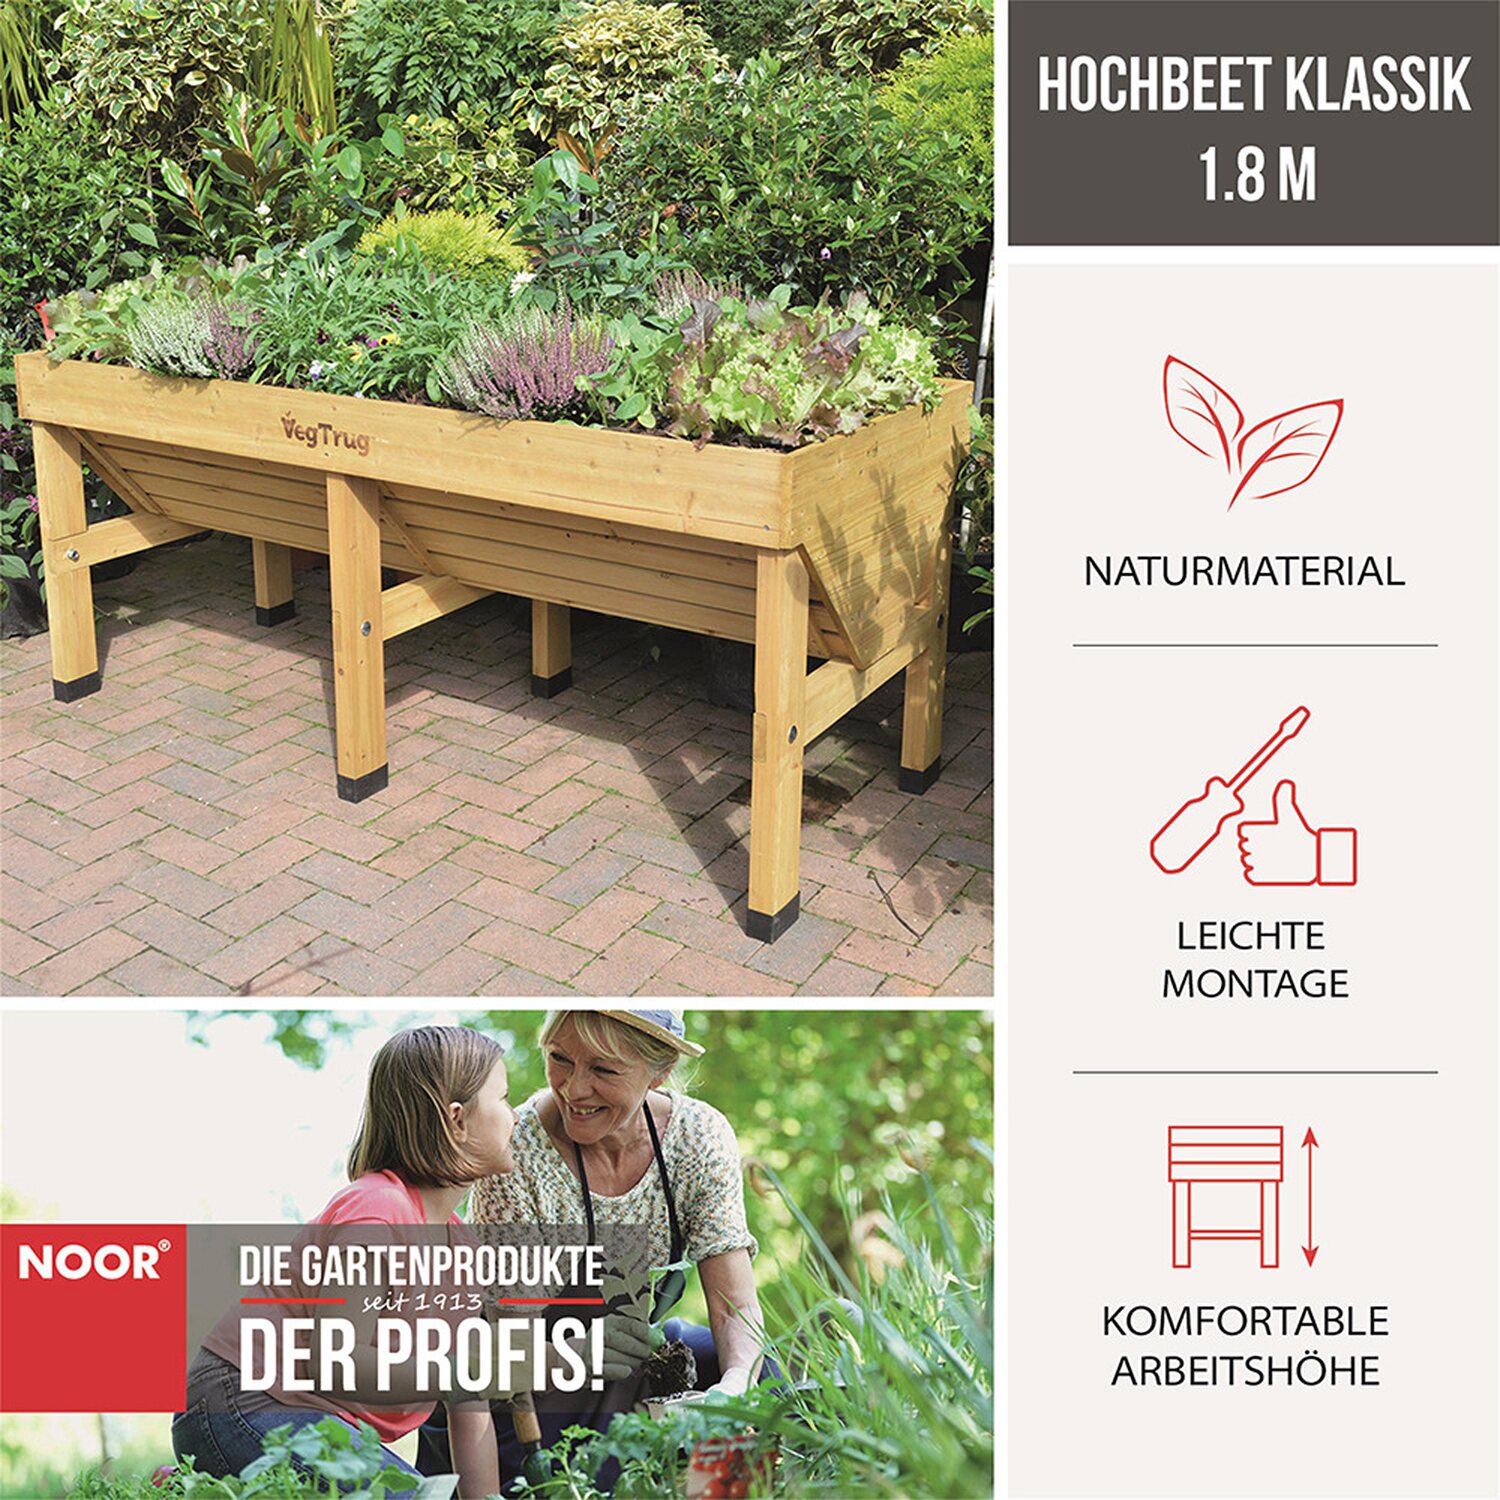 HOCHBEET KLASSIK
1.8 M
VegTrug
NATURMATERIAL
LEICHTE
MONTAGE
KOMFORTABLE
ARBEITSHÖHE
NOOR®
DIE GARTENPRODUKTE
seit 1913
DER PROFIS!